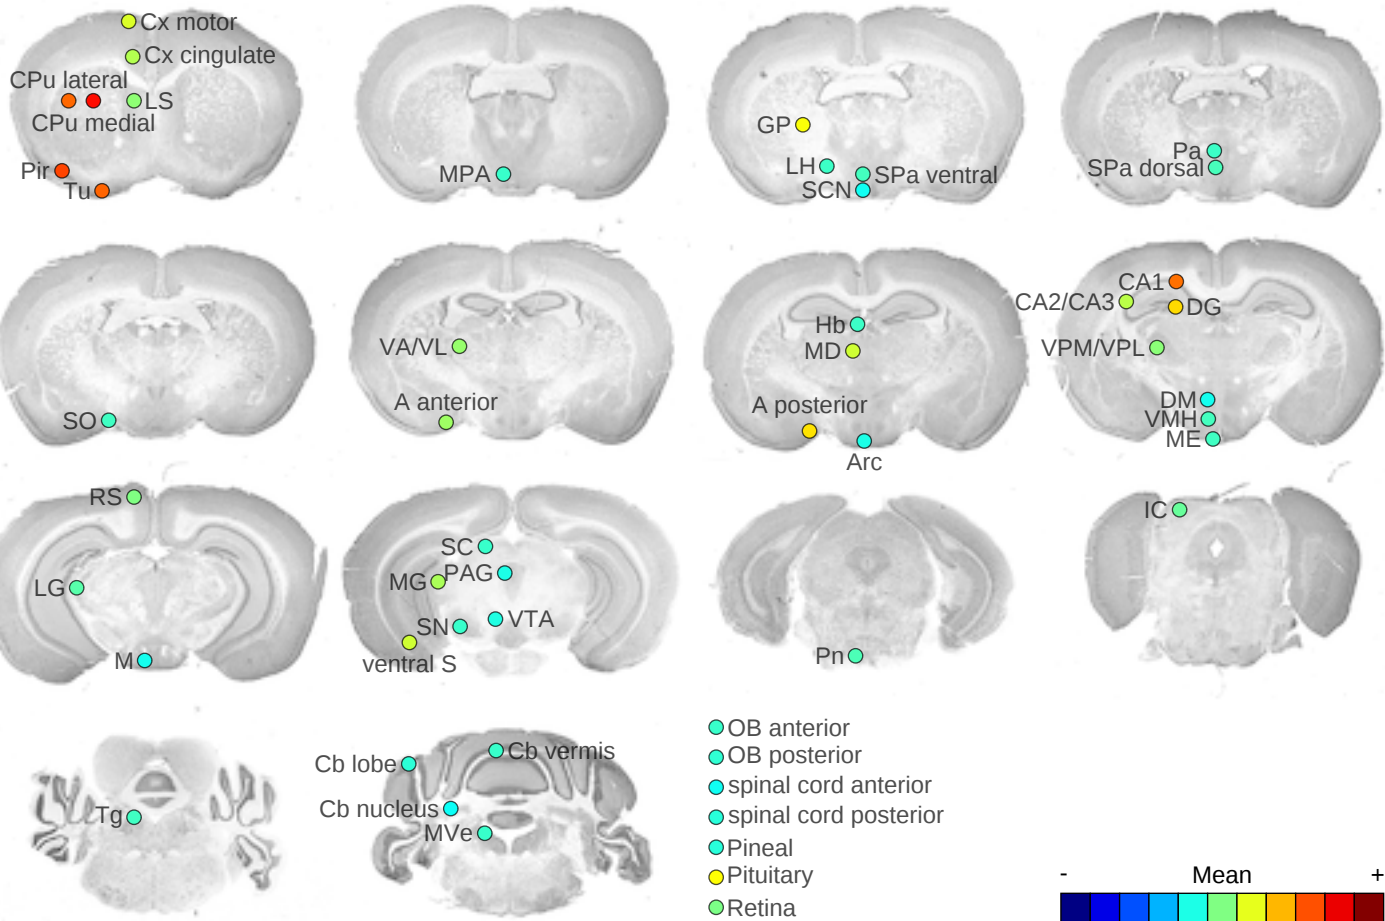 Cx motor
Cx cingulate
CPu lateral
LS
CPu medial
Pir
Tu
MPA
GP
LH
SPa ventral
SCN
Pa
SPa dorsal
SO
VA/VL
A anterior
Hb
MD
A posterior
Arc
CA1
CA2/CA3
DG
VPM/VPL
DM
VMH
ME
RS
LG
M
SC
PAG
MG
VTA
SN
ventral S
Pn
IC
Tg
Cb vermis
Cb lobe
Cb nucleus
MVe
OB anterior
OB posterior
spinal cord anterior
spinal cord posterior
Pineal
Pituitary
Retina
- Mean +